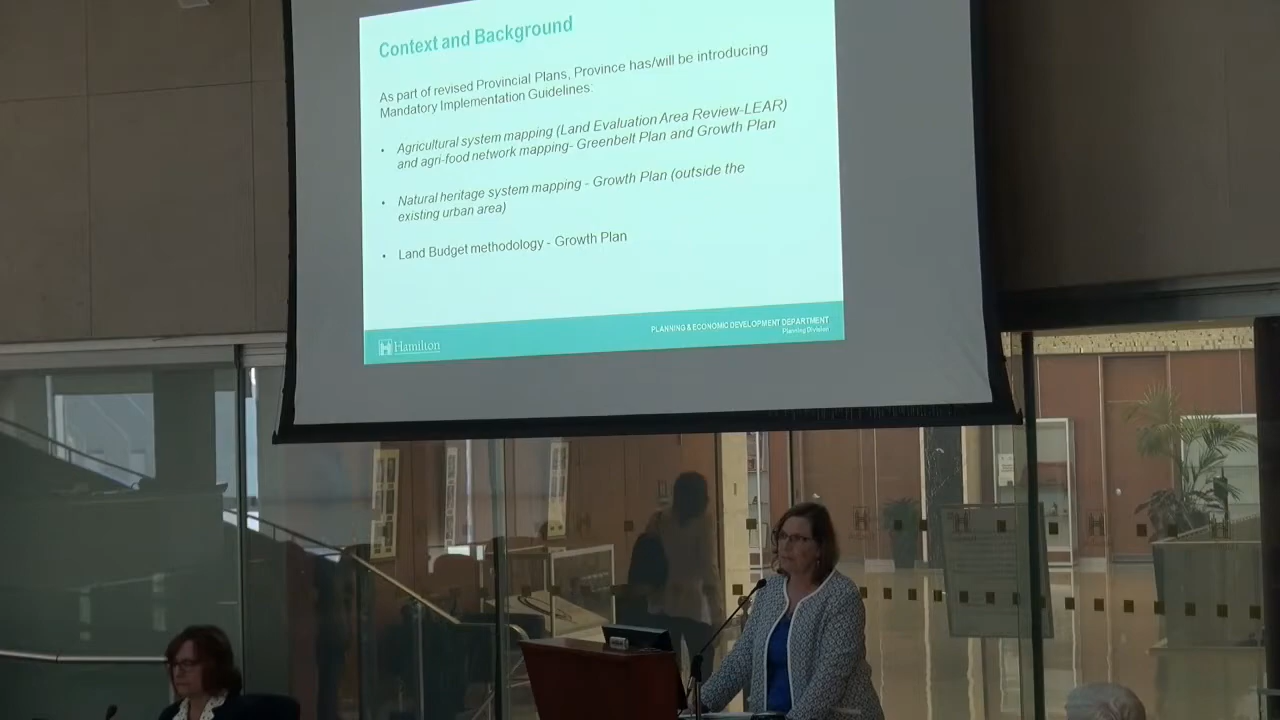 Context and Background
As part of revised Provincial Plans, Province has/will be introducing
Mandatory Implementation Guidelines:
• Agricultural system mapping (Land Evaluation Area Review-LEAR)
and agri-food network mapping- Greenbelt Plan and Growth Plan
• Natural heritage system mapping - Growth Plan (outside the
existing urban area)
• Land Budget methodology - Growth Plan
PLANNING & ECONOMIC DEVELOPMENT DEPARTMENT
Planning Division
Hamilton